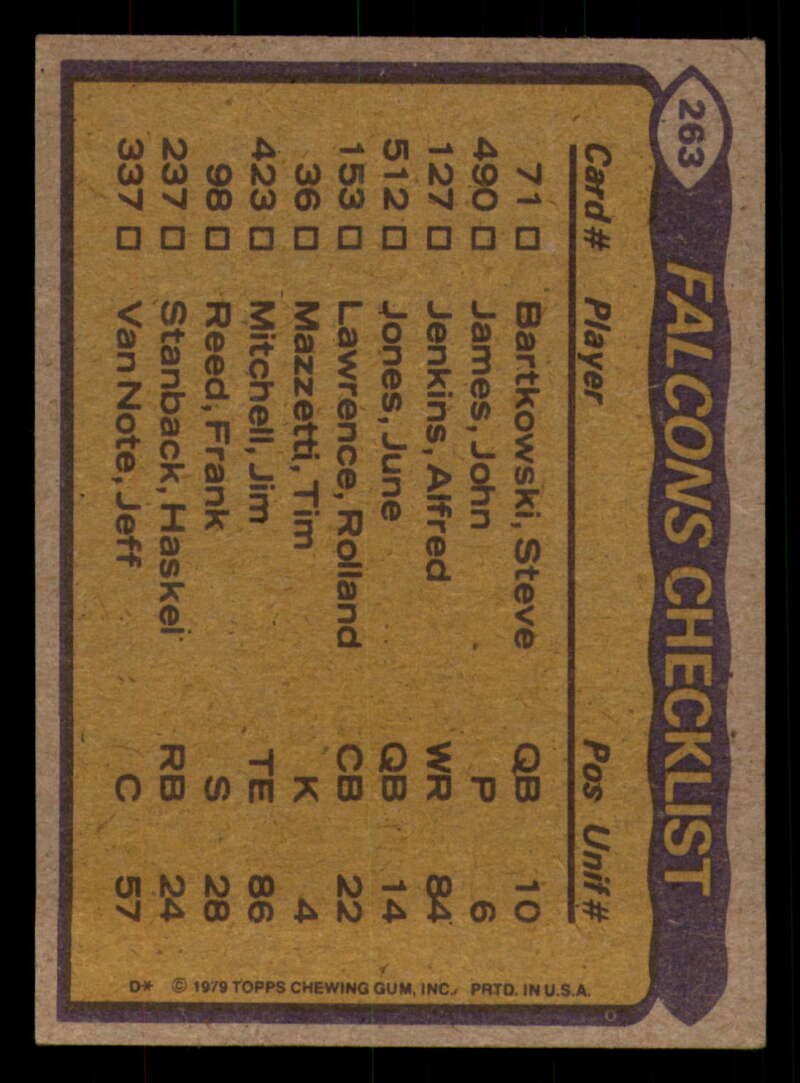 263
FALCONS CHECKLIST
Card # Player Pos Unif #
71 Bartkowski, Steve QB 10
490 James, John P 6
127 Jenkins, Alfred WR 84
512 Jones, June QB 14
153 Lawrence, Rolland CB 22
36 Mazzetti, Tim K 4
423 Mitchell, Jim TE 86
98 Reed, Frank S 28
237 Stanback, Haskel RB 24
337 Van Note, Jeff C 57
D* © 1979 TOPPS CHEWING GUM, INC. PRTD. IN U.S.A.